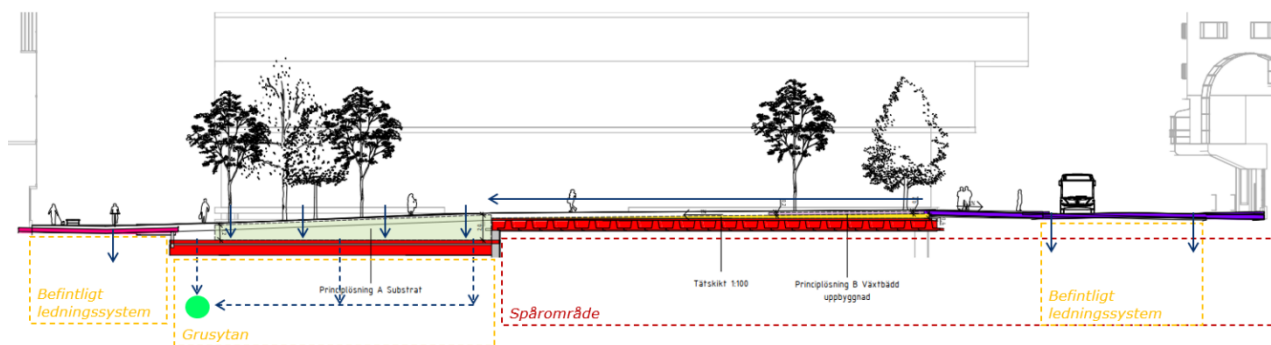 Principlösning A Substrat
Tätskikt 1:100
Principlösning B Växtbädd
uppbyggnad
Befintligt
ledningssystem
Grusytan
Spårområde
Befintligt
ledningssystem